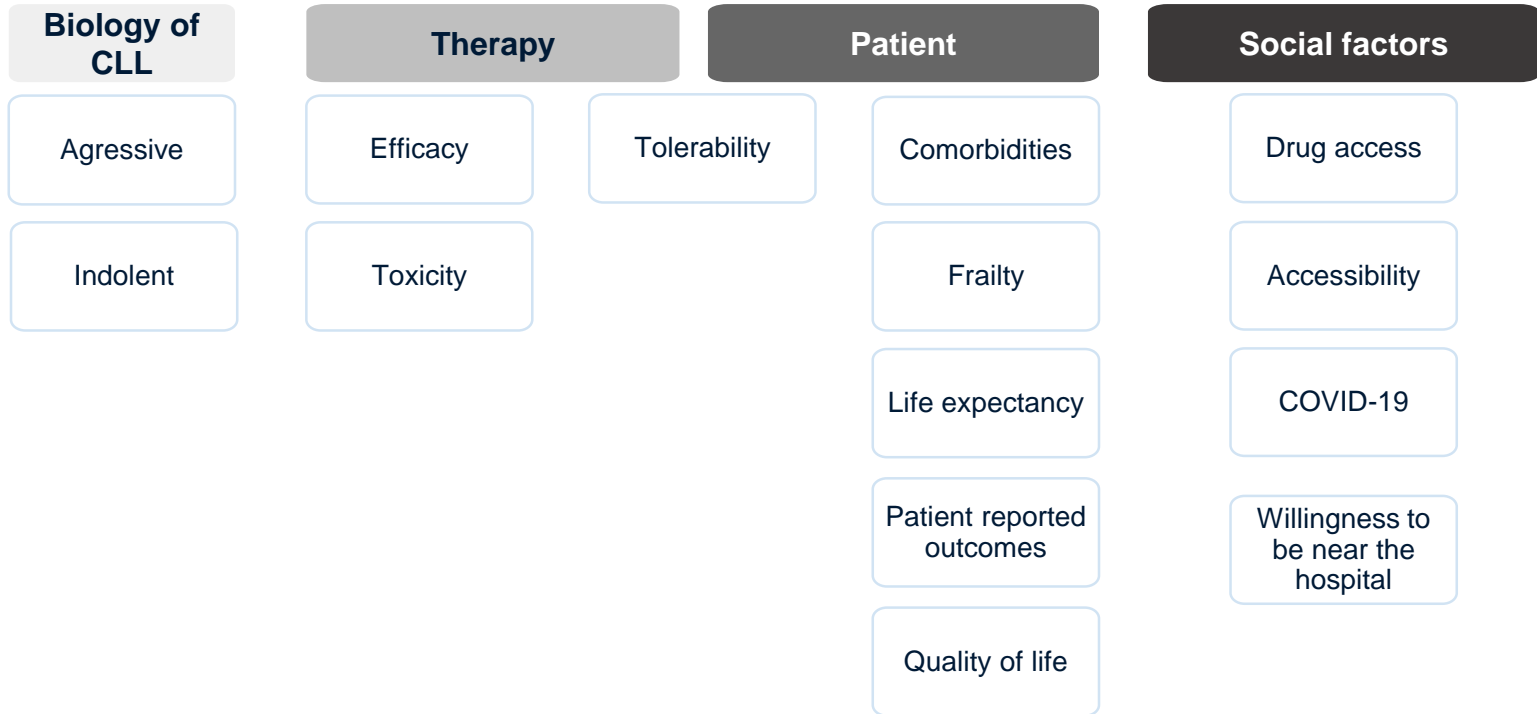 Biology of
CLL
Therapy
Patient
Social factors
Agressive
Efficacy
Tolerability
Comorbidities
Drug access
Indolent
Toxicity
Frailty
Accessibility
Life expectancy
COVID-19
Patient reported
outcomes
Willingness to
be near the
hospital
Quality of life